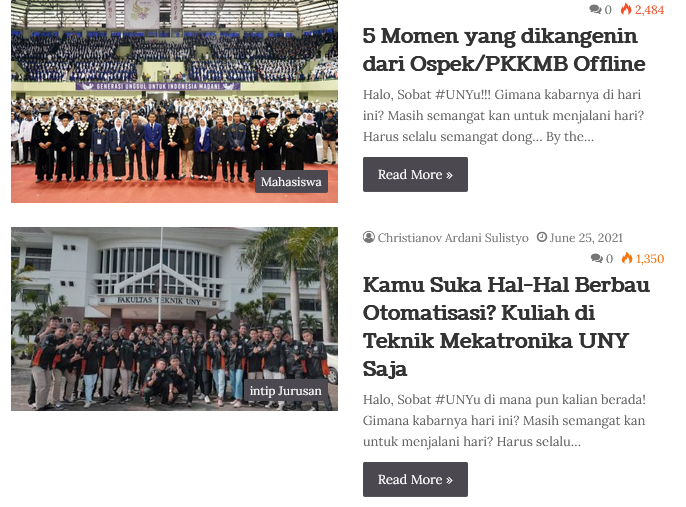 0 2,484
5 Momen yang dikangenin
dari Ospek/PKKMB Offline
Halo, Sobat #UNYu!!! Gimana kabarnya di hari
ini? Masih semangat kan untuk menjalani hari?
Harus selalu semangat dong… By the…
Read More »
GENERASI UNGGUL UNTUK INDONESIA MADANI
Mahasiswa
Christianov Ardani Sulistyo June 25, 2021
0 1,350
Kamu Suka Hal-Hal Berbau
Otomatisasi? Kuliah di
Teknik Mekatronika UNY
Saja
Halo, Sobat #UNYu di mana pun kalian berada!
Gimana kabarnya hari ini? Masih semangat kan
untuk menjalani hari? Harus selalu…
Read More »
FAKULTAS TEKNIK UNY
intip Jurusan